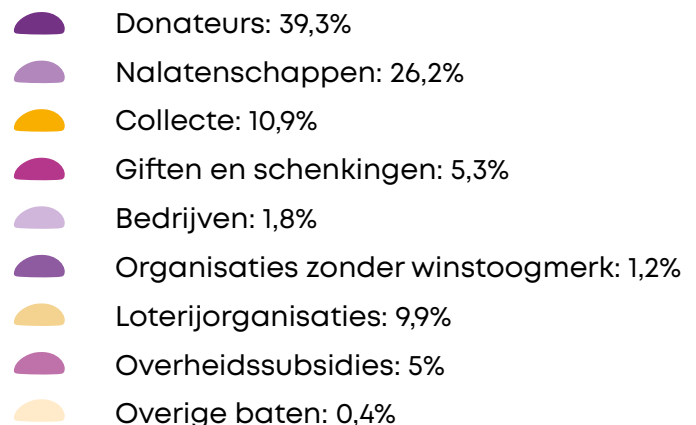 Donateurs: 39,3%
Nalatenschappen: 26,2%
Collecte: 10,9%
Giften en schenkingen: 5,3%
Bedrijven: 1,8%
Organisaties zonder winstoogmerk: 1,2%
Loterijorganisaties: 9,9%
Overheidssubsidies: 5%
Overige baten: 0,4%